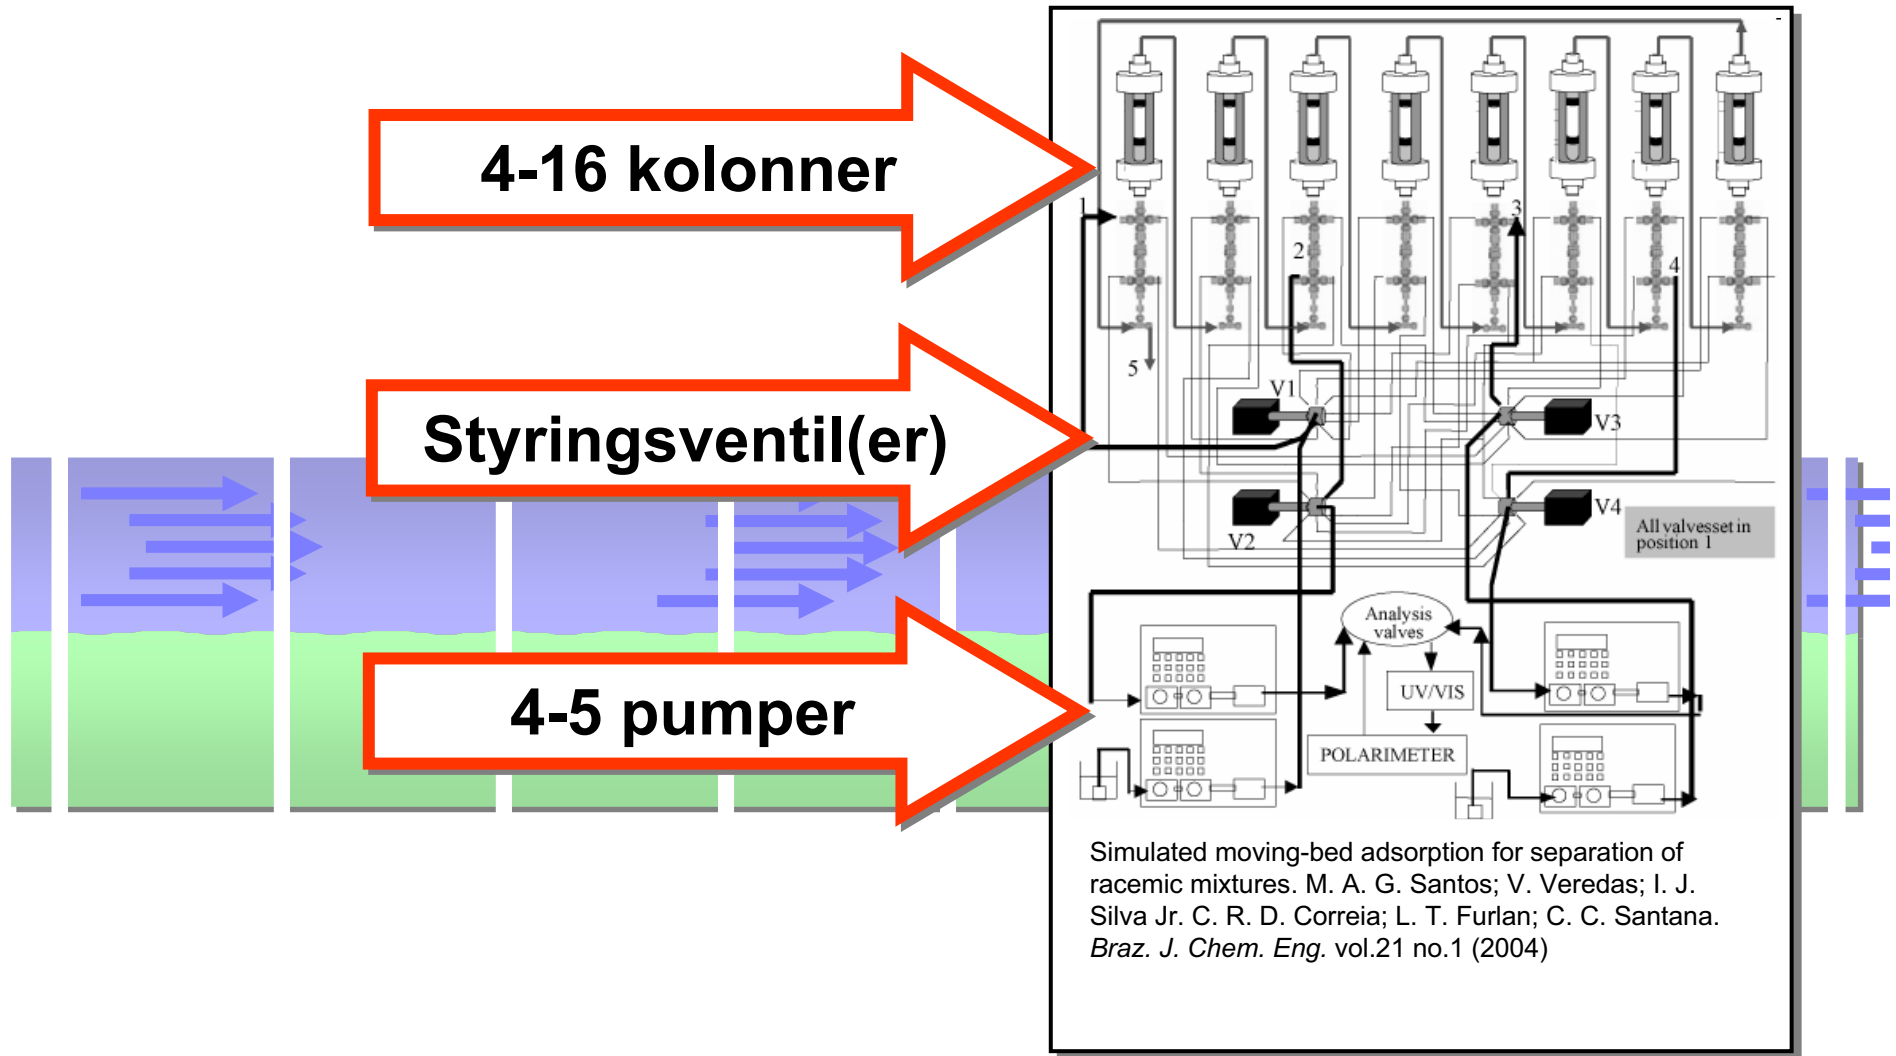 4-16 kolonner
Styringsventil(er)
4-5 pumper
1
2
3
4
5
V1
V3
V2
V4
All valvesset in
position 1
Analysis
valves
UV/VIS
POLARIMETER
Simulated moving-bed adsorption for separation of
racemic mixtures. M. A. G. Santos; V. Veredas; I. J.
Silva Jr. C. R. D. Correia; L. T. Furlan; C. C. Santana.
Braz. J. Chem. Eng. vol.21 no.1 (2004)